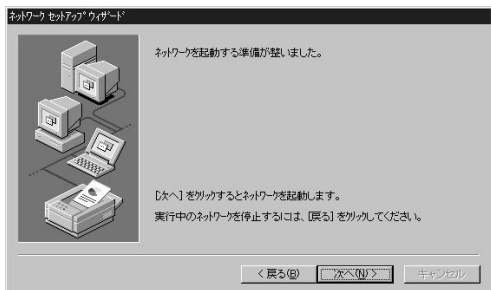 ネットワーク セットアップ ウィザード
ネットワークを起動する準備が整いました。
[次へ] をクリックするとネットワークを起動します。
実行中のネットワークを停止するには、[戻る] をクリックしてください。
< 戻る(B)
次へ(N) >
キャンセル